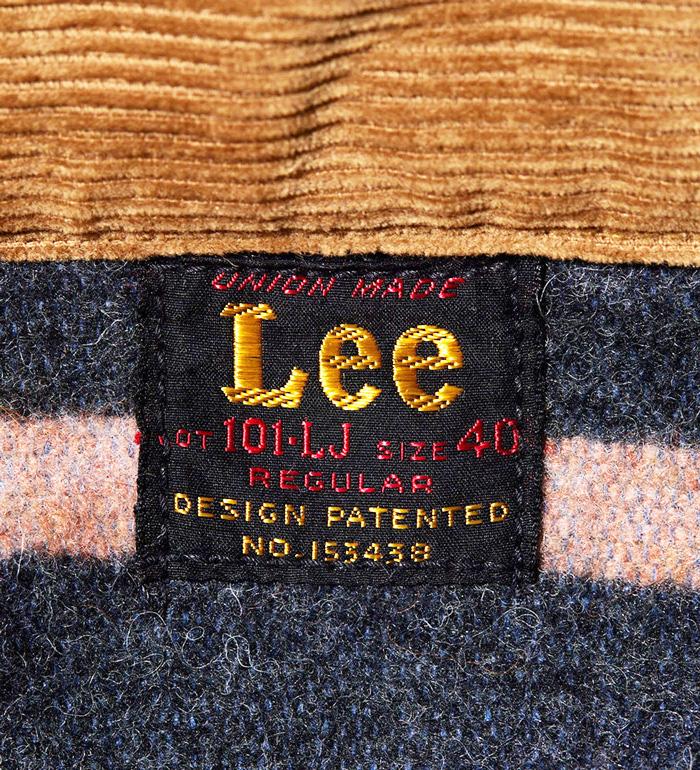 UNION MADE
Lee
LOT 101-LJ SIZE 40
REGULAR
DESIGN PATENTED
NO. 153438